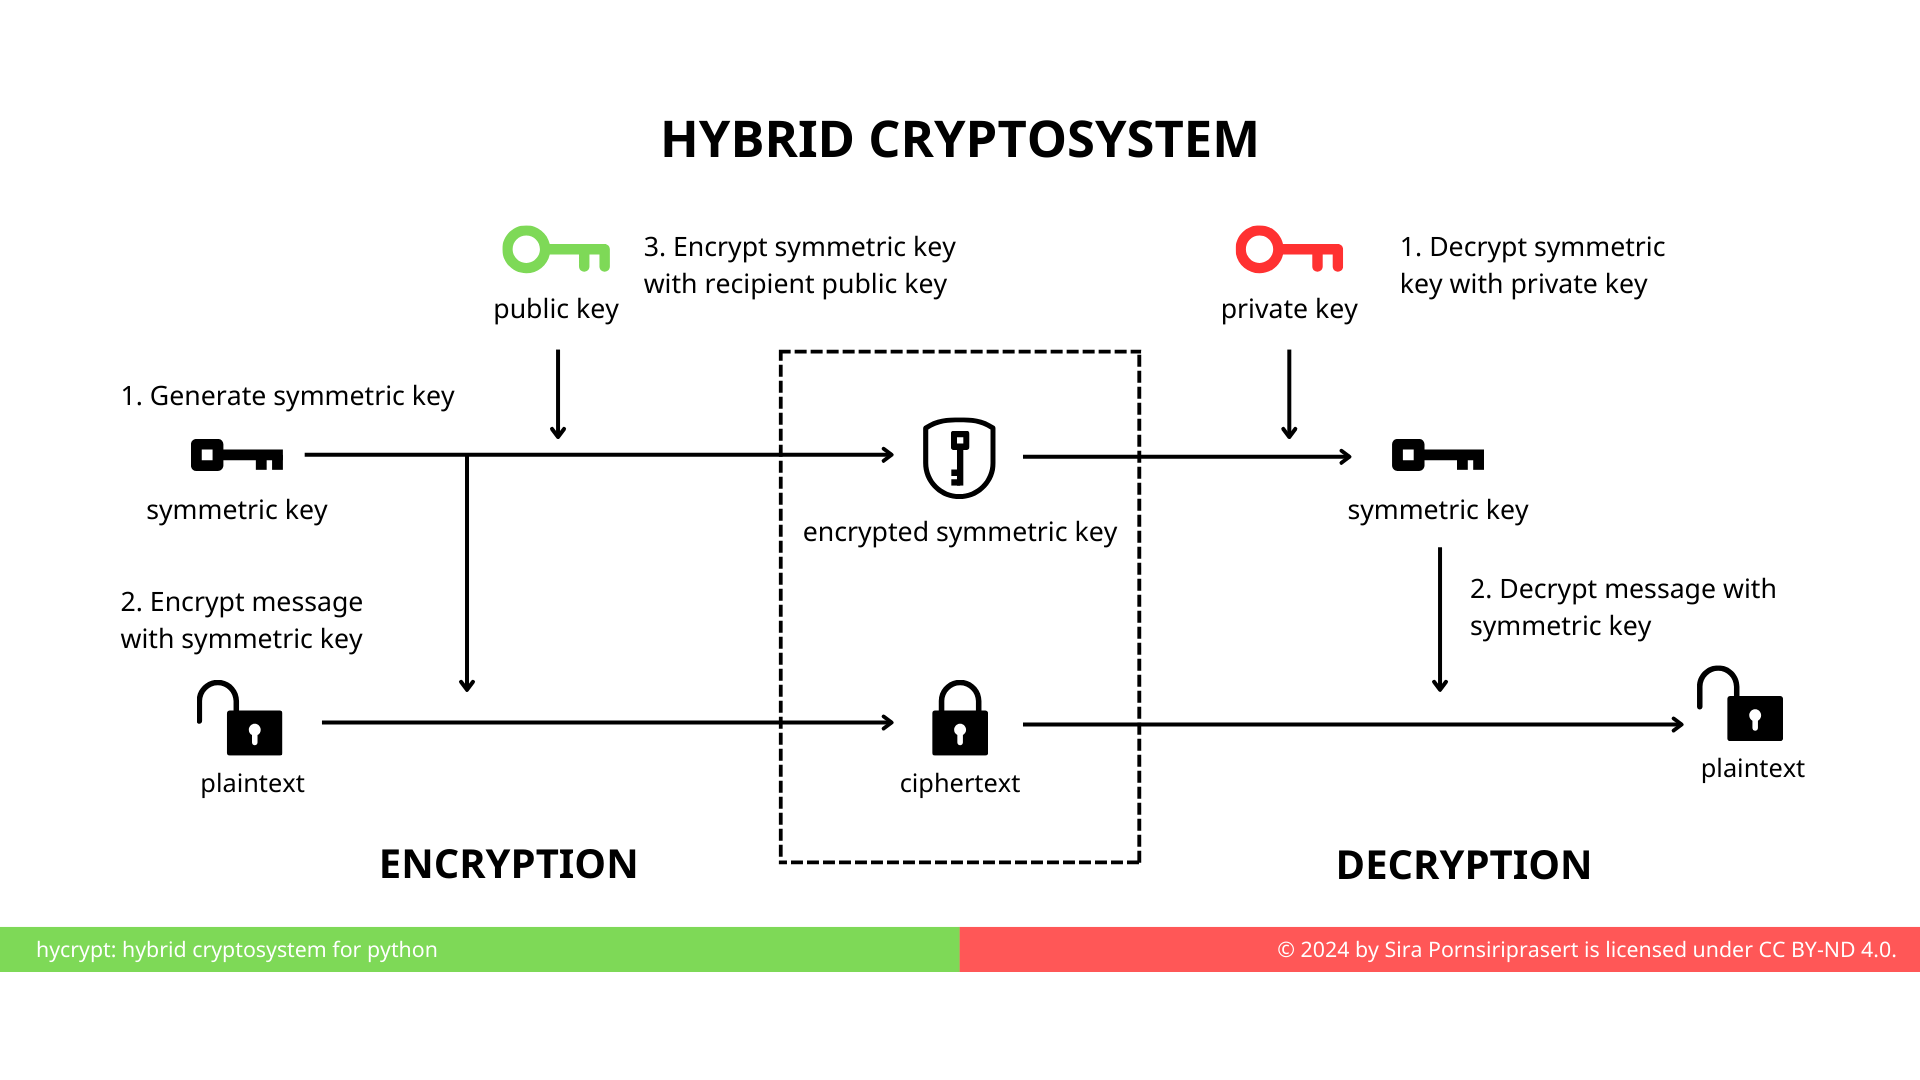 HYBRID CRYPTOSYSTEM
3. Encrypt symmetric key
with recipient public key
public key
1. Decrypt symmetric
key with private key
private key
1. Generate symmetric key
symmetric key
encrypted symmetric key
symmetric key
2. Encrypt message
with symmetric key
2. Decrypt message with
symmetric key
plaintext
ciphertext
plaintext
ENCRYPTION
DECRYPTION
hycrypt: hybrid cryptosystem for python
© 2024 by Sira Pornsiriprasert is licensed under CC BY-ND 4.0.